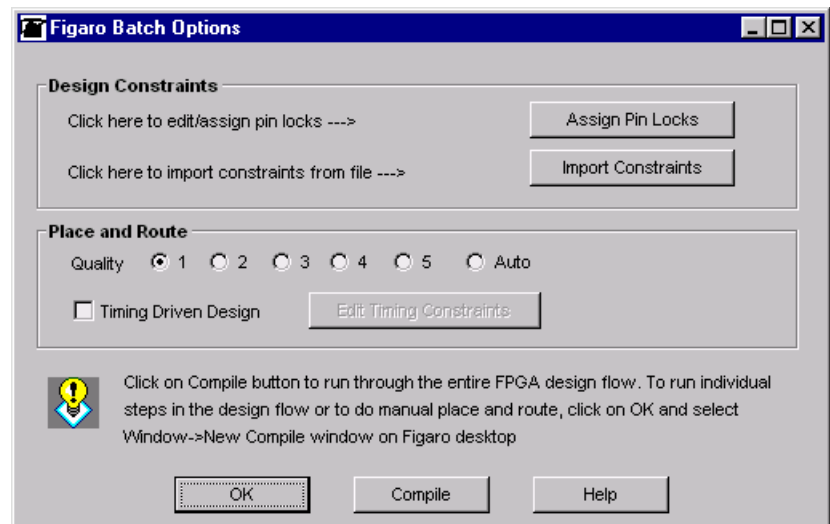 Figaro Batch Options
Design Constraints
Click here to edit/assign pin locks --->
Assign Pin Locks
Click here to import constraints from file --->
Import Constraints
Place and Route
Quality 1 2 3 4 5 Auto
Timing Driven Design
Edit Timing Constraints
Click on Compile button to run through the entire FPGA design flow. To run individual
steps in the design flow or to do manual place and route, click on OK and select
Window->New Compile window on Figaro desktop
OK
Compile
Help